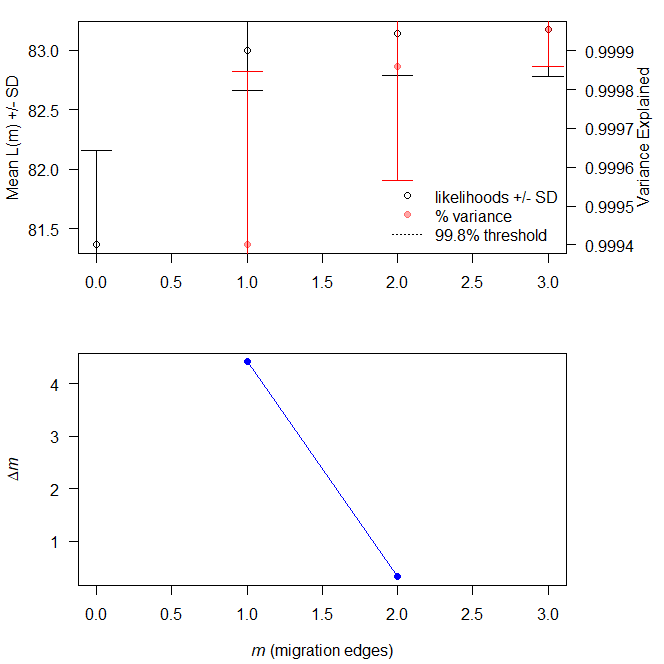 Mean L(m) +/- SD
83.0
82.5
82.0
81.5
0.9999
0.9998
0.9997
0.9996
0.9995
0.9994
Variance Explained
likelihoods +/- SD
% variance
99.8% threshold
0.0 0.5 1.0 1.5 2.0 2.5 3.0
Δm
4
3
2
1
0.0 0.5 1.0 1.5 2.0 2.5 3.0
m (migration edges)